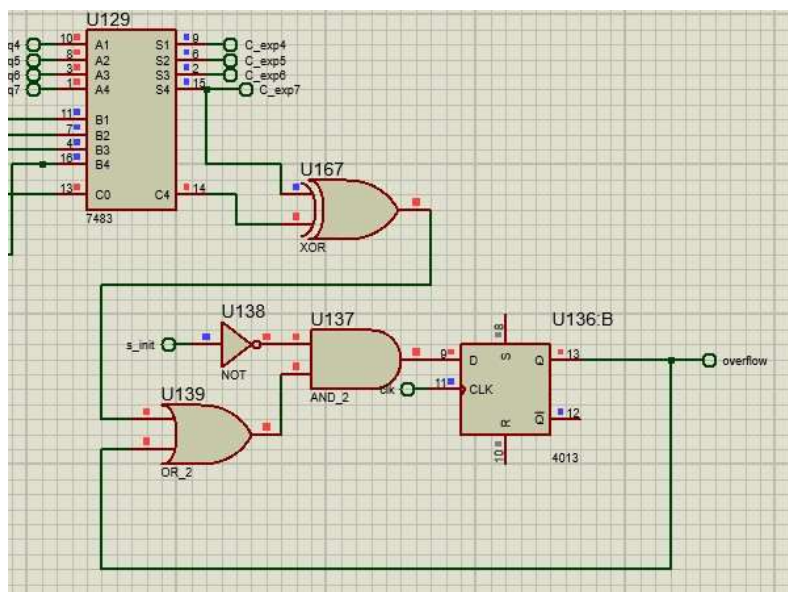 U129
q4 10 A1 S1 9 C_exp4
q5 8 A2 S2 6 C_exp5
q6 3 A3 S3 2 C_exp6
q7 1 A4 S4 15 C_exp7
11 B1
7 B2
4 B3
16 B4
13 C0 C4 14
7483
U167
XOR
U138
s_init
NOT
U137
AND_2
U139
OR_2
U136:B
8
S
9 D Q 13 overflow
clk 11 CLK
R Q 12
10
4013